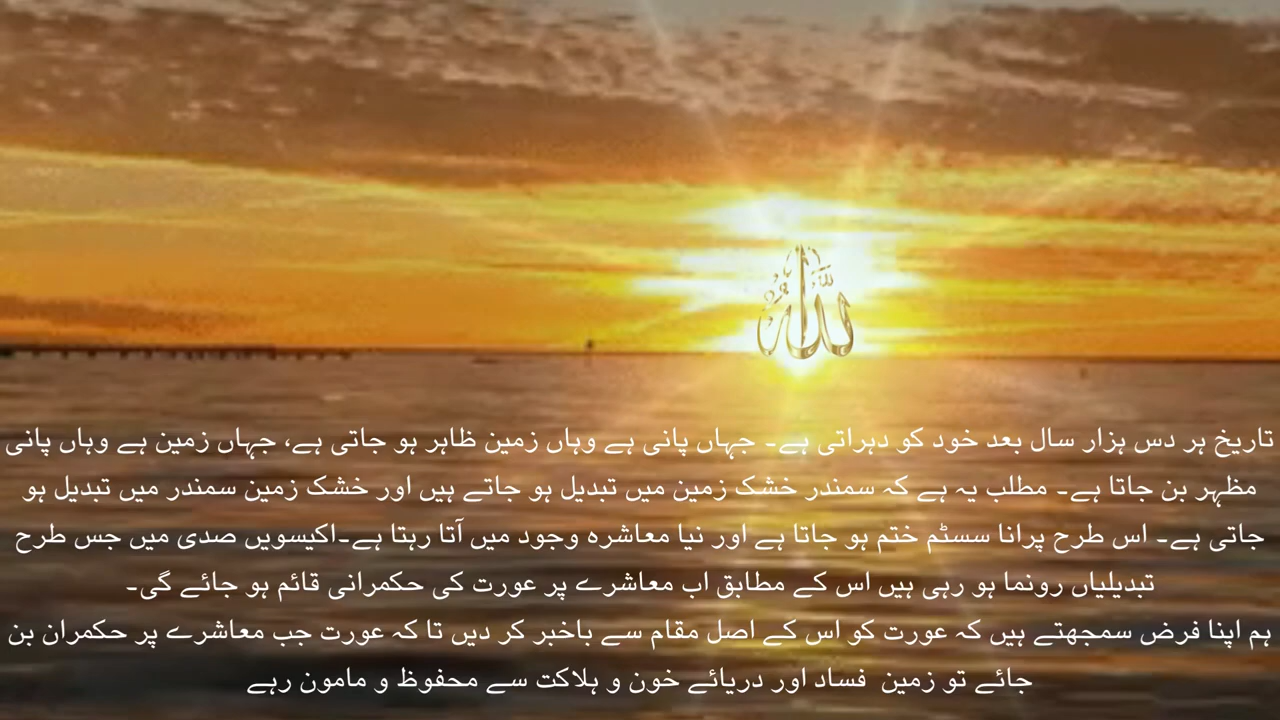 الله
تاریخ ہر دس ہزار سال بعد خود کو دہراتی ہے۔ جہاں پانی ہے وہاں زمین ظاہر ہو جاتی ہے، جہاں زمین ہے وہاں پانی
مظہر بن جاتا ہے۔ مطلب یہ ہے کہ سمندر خشک زمین میں تبدیل ہو جاتے ہیں اور خشک زمین سمندر میں تبدیل ہو
جاتی ہے۔ اس طرح پرانا سسٹم ختم ہو جاتا ہے اور نیا معاشرہ وجود میں آتا رہتا ہے۔اکیسویں صدی میں جس طرح
تبدیلیاں رونما ہو رہی ہیں اس کے مطابق اب معاشرے پر عورت کی حکمرانی قائم ہو جائے گی۔
ہم اپنا فرض سمجھتے ہیں کہ عورت کو اس کے اصل مقام سے باخبر کر دیں تا کہ عورت جب معاشرے پر حکمران بن
جائے تو زمین فساد اور دریائے خون و ہلاکت سے محفوظ و مامون رہے